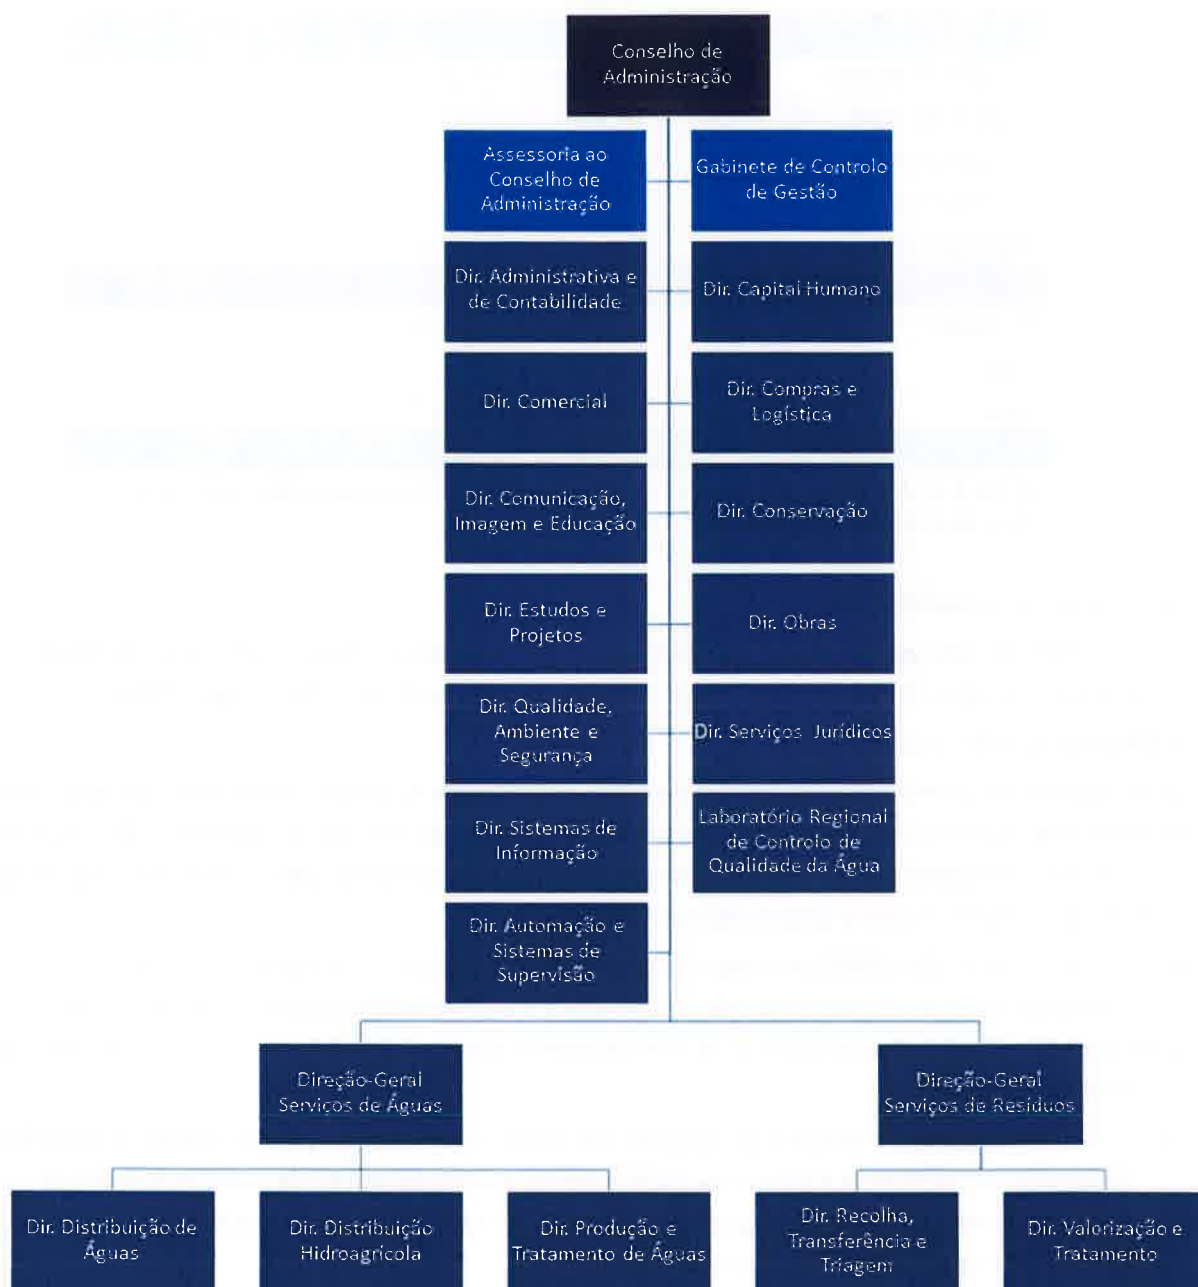 Conselho de
Administração
Assessoria ao
Conselho de
Administração
Gabinete de Controlo
de Gestão
Dir. Administrativa e
de Contabilidade
Dir. Capital Humano
Dir. Comercial
Dir. Compras e
Logística
Dir. Comunicação,
Imagem e Educação
Dir. Conservação
Dir. Estudos e
Projetos
Dir. Obras
Dir. Qualidade,
Ambiente e
Segurança
Dir. Serviços Jurídicos
Dir. Sistemas de
Informação
Laboratório Regional
de Controlo de
Qualidade da Água
Dir. Automação e
Sistemas de
Supervisão
Direção-Geral
Serviços de Águas
Direção-Geral
Serviços de Resíduos
Dir. Distribuição de
Águas
Dir. Distribuição
Hidroagrícola
Dir. Produção e
Tratamento de Águas
Dir. Recolha,
Transferência e
Triagem
Dir. Valorização e
Tratamento